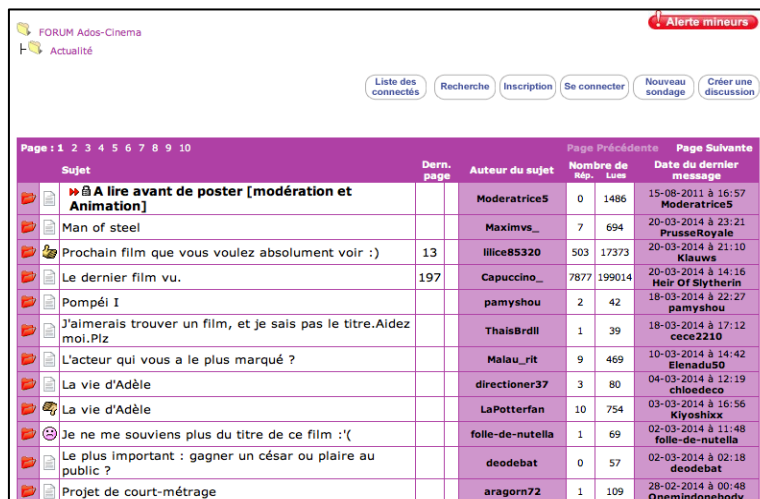 FORUM Ados-Cinema
Actualité
Alerte mineurs
Liste des connectés Recherche Inscription Se connecter Nouveau sondage Créer une discussion
Page : 1 2 3 4 5 6 7 8 9 10 Page Précédente Page Suivante
Sujet Dern. page Auteur du sujet Nombre de Rép. Lues Date du dernier message
A lire avant de poster [modération et
Animation] Moderatrice5 0 1486 15-08-2011 à 16:57 Moderatrice5
Man of steel Maximvs_ 7 694 20-03-2014 à 23:21 PrusseRoyale
Prochain film que vous voulez absolument voir :) 13 lilice85320 503 17373 20-03-2014 à 21:10 Klauws
Le dernier film vu. 197 Capuccino_ 7877 199014 20-03-2014 à 14:16 Heir Of Slytherin
Pompéi I pamyshou 2 42 18-03-2014 à 22:27 pamyshou
J'aimerais trouver un film, et je sais pas le titre.Aidez
moi.Plz ThaisBrdll 1 39 18-03-2014 à 17:12 cece2210
L'acteur qui vous a le plus marqué ? Malau_rit 9 469 10-03-2014 à 14:42 Elenadu50
La vie d'Adèle directioner37 3 80 04-03-2014 à 12:19 chloedeco
La vie d'Adèle LaPotterfan 10 754 03-03-2014 à 16:56 Kiyoshixx
Je ne me souviens plus du titre de ce film :'( folle-de-nutella 1 69 02-03-2014 à 11:48 folle-de-nutella
Le plus important : gagner un césar ou plaire au
public ? deodebat 0 57 02-03-2014 à 02:18 deodebat
Projet de court-métrage aragorn72 1 109 28-02-2014 à 00:48 Onemindonebody